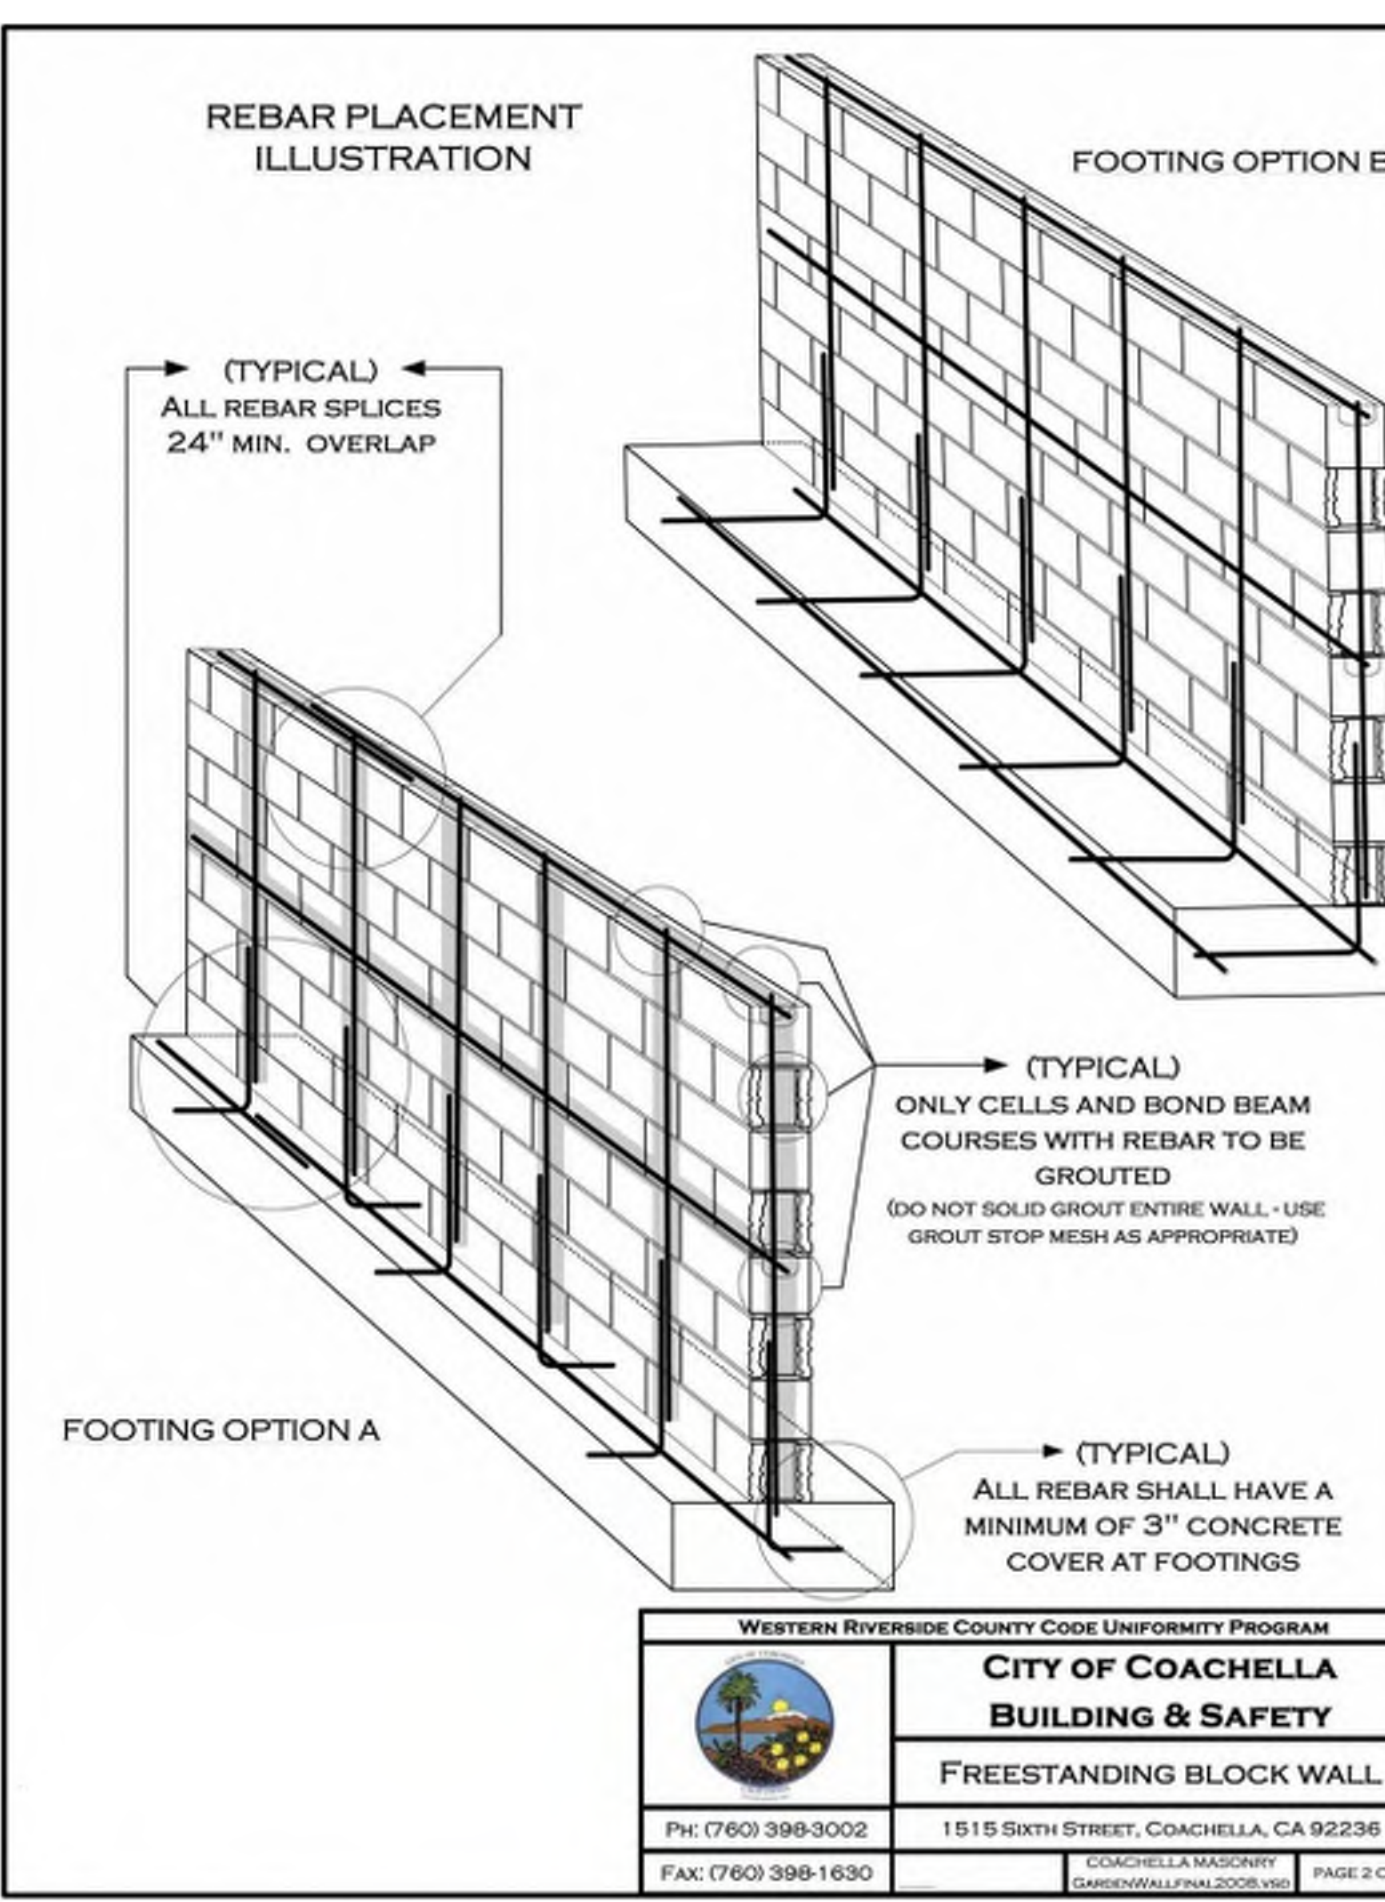 REBAR PLACEMENT
ILLUSTRATION
FOOTING OPTION B
(TYPICAL)
ALL REBAR SPLICES
24" MIN. OVERLAP
(TYPICAL)
ONLY CELLS AND BOND BEAM
COURSES WITH REBAR TO BE
GROUTED
(DO NOT SOLID GROUT ENTIRE WALL - USE
GROUT STOP MESH AS APPROPRIATE)
FOOTING OPTION A
(TYPICAL)
ALL REBAR SHALL HAVE A
MINIMUM OF 3" CONCRETE
COVER AT FOOTINGS
WESTERN RIVERSIDE COUNTY CODE UNIFORMITY PROGRAM
CITY OF COACHELLA
BUILDING & SAFETY
FREESTANDING BLOCK WALL
PH: (760) 398-3002
1515 SIXTH STREET, COACHELLA, CA 92236
FAX: (760) 398-1630
COACHELLA MASONRY
GARDENWALLFINAL2008.VSD
PAGE 2